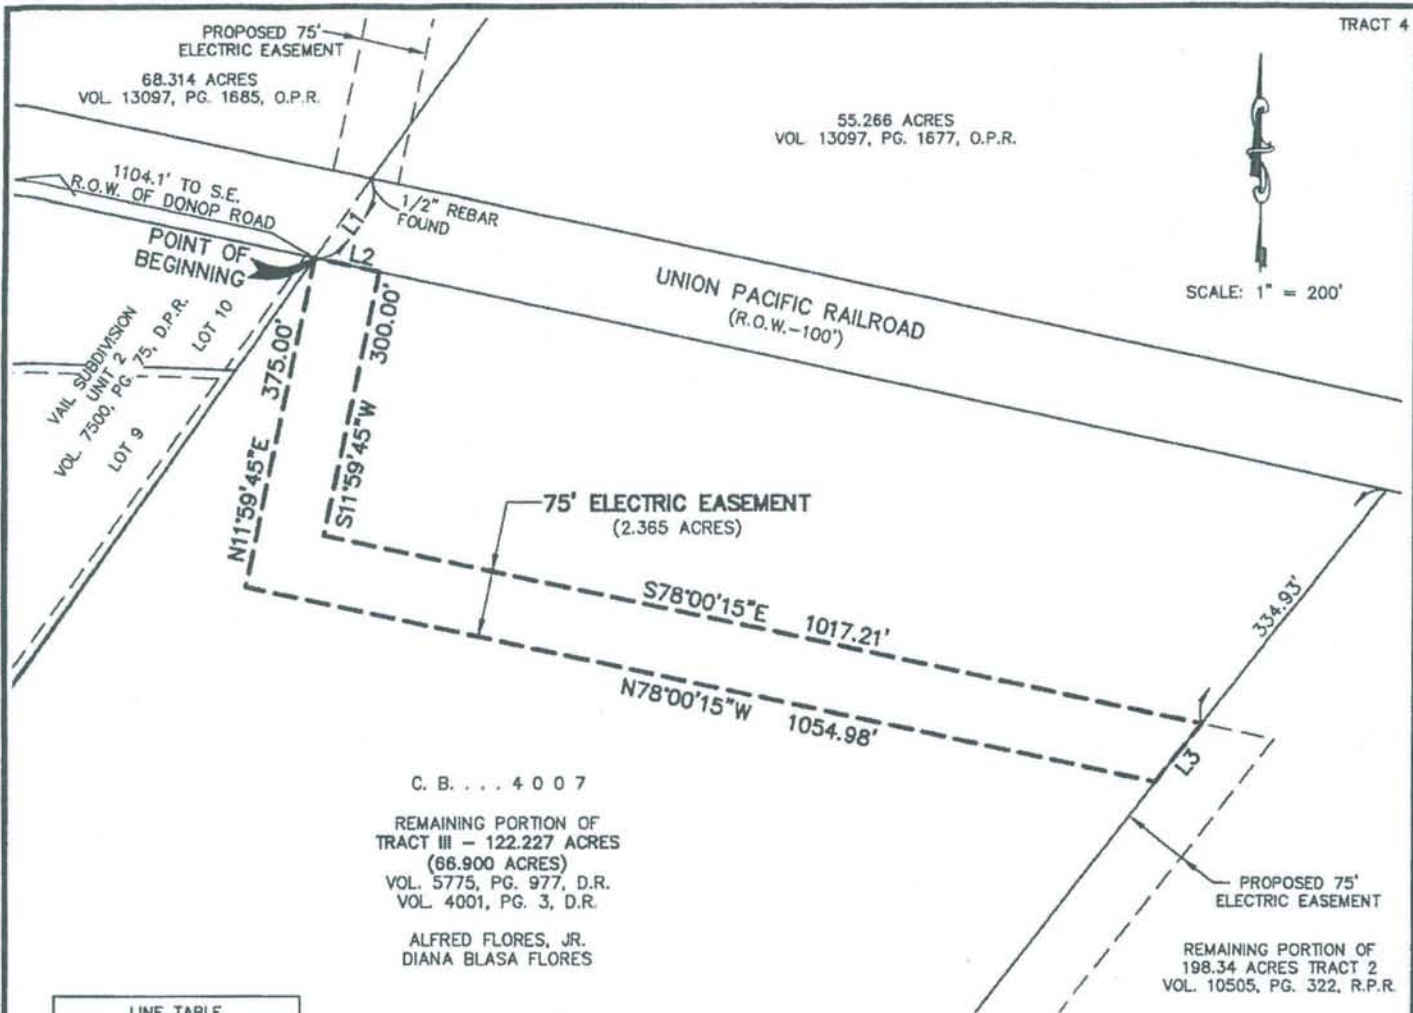 TRACT 4
PROPOSED 75'
ELECTRIC EASEMENT
68.314 ACRES
VOL. 13097, PG. 1685, O.P.R.
55.266 ACRES
VOL 13097, PG. 1677, O.P.R.
SCALE: 1" = 200'
1104.1' TO S.E.
R.O.W. OF DONOP ROAD
1/2" REBAR
FOUND
L1
L2
POINT OF
BEGINNING
UNION PACIFIC RAILROAD
(R.O.W.-100')
VAIL SUBDIVISION
UNIT 2
VOL. 7500, PG. 75, D.P.R.
LOT 10
LOT 9
N11°59'45"E 375.00'
S11°59'45"W 300.00'
75' ELECTRIC EASEMENT
(2.365 ACRES)
S78°00'15"E 1017.21'
N78°00'15"W 1054.98'
334.93'
L3
C. B. . . . 4 0 0 7
REMAINING PORTION OF
TRACT III - 122.227 ACRES
(66.900 ACRES)
VOL. 5775, PG. 977, D.R.
VOL. 4001, PG. 3, D.R.
ALFRED FLORES, JR.
DIANA BLASA FLORES
PROPOSED 75'
ELECTRIC EASEMENT
REMAINING PORTION OF
198.34 ACRES TRACT 2
VOL. 10505, PG. 322, R.P.R.
LINE TABLE